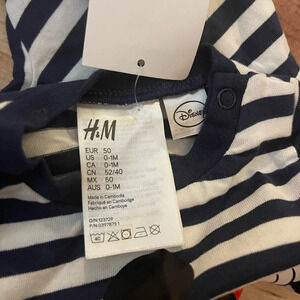 H&M
Disney
EUR 50
US 0-1M
CA 0-1M
CN 52/40
MX 50
AUS 0-1M
Made in Cambodia
Fabriqué en Cambodge
Hecho en Camboya
O/N:123729